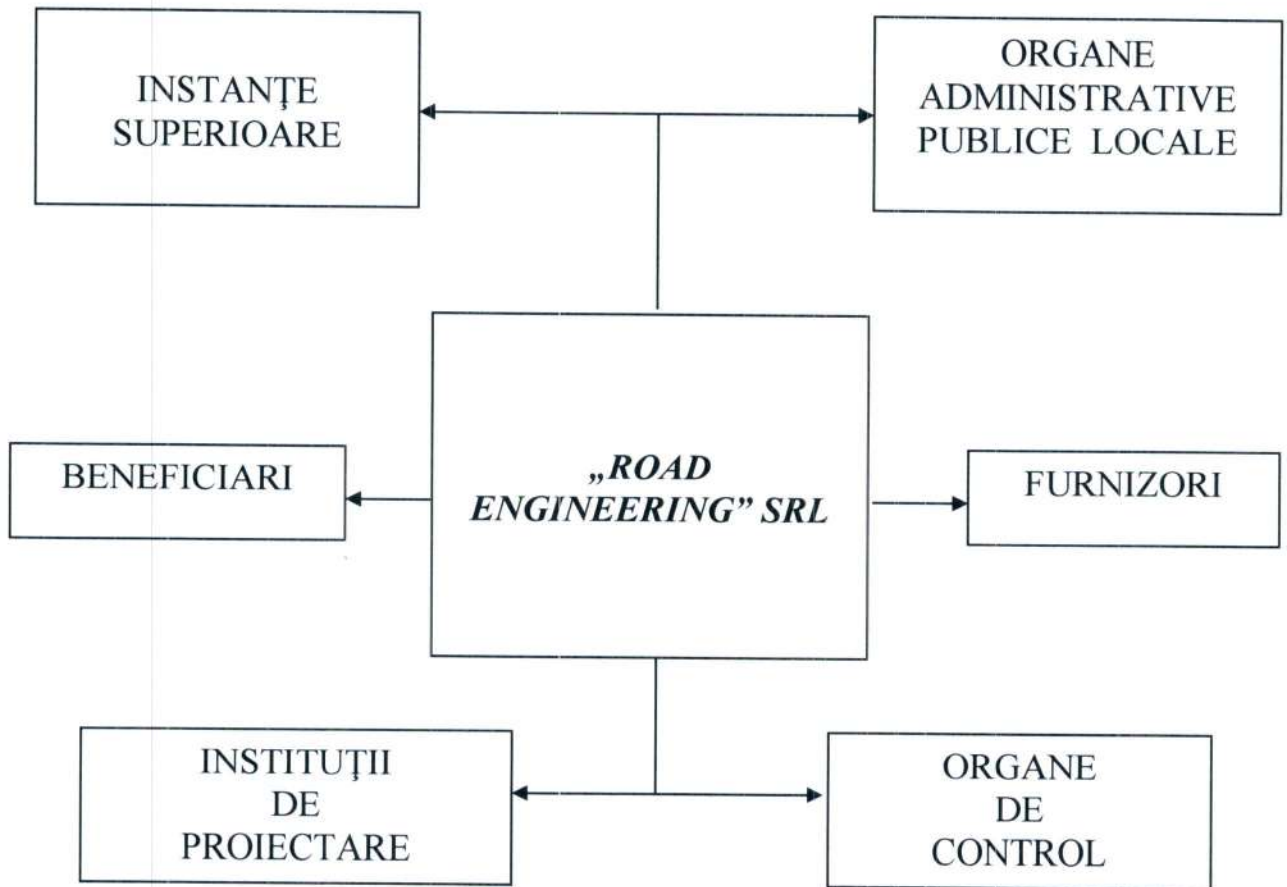 INSTANŢE
SUPERIOARE
ORGANE
ADMINISTRATIVE
PUBLICE LOCALE
BENEFICIARI
„ROAD
ENGINEERING” SRL
FURNIZORI
INSTITUŢII
DE
PROIECTARE
ORGANE
DE
CONTROL